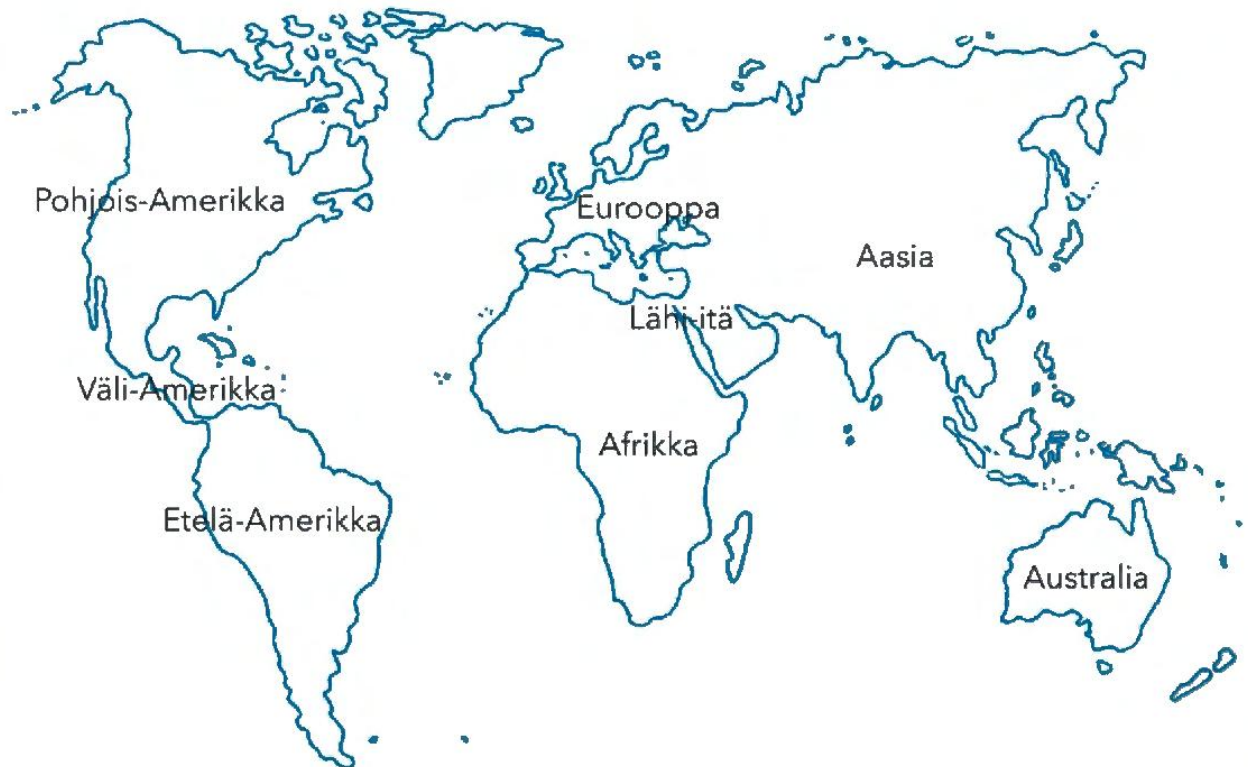 Pohjois-Amerikka
Eurooppa
Aasia
Lähi-itä
Väli-Amerikka
Afrikka
Etelä-Amerikka
Australia